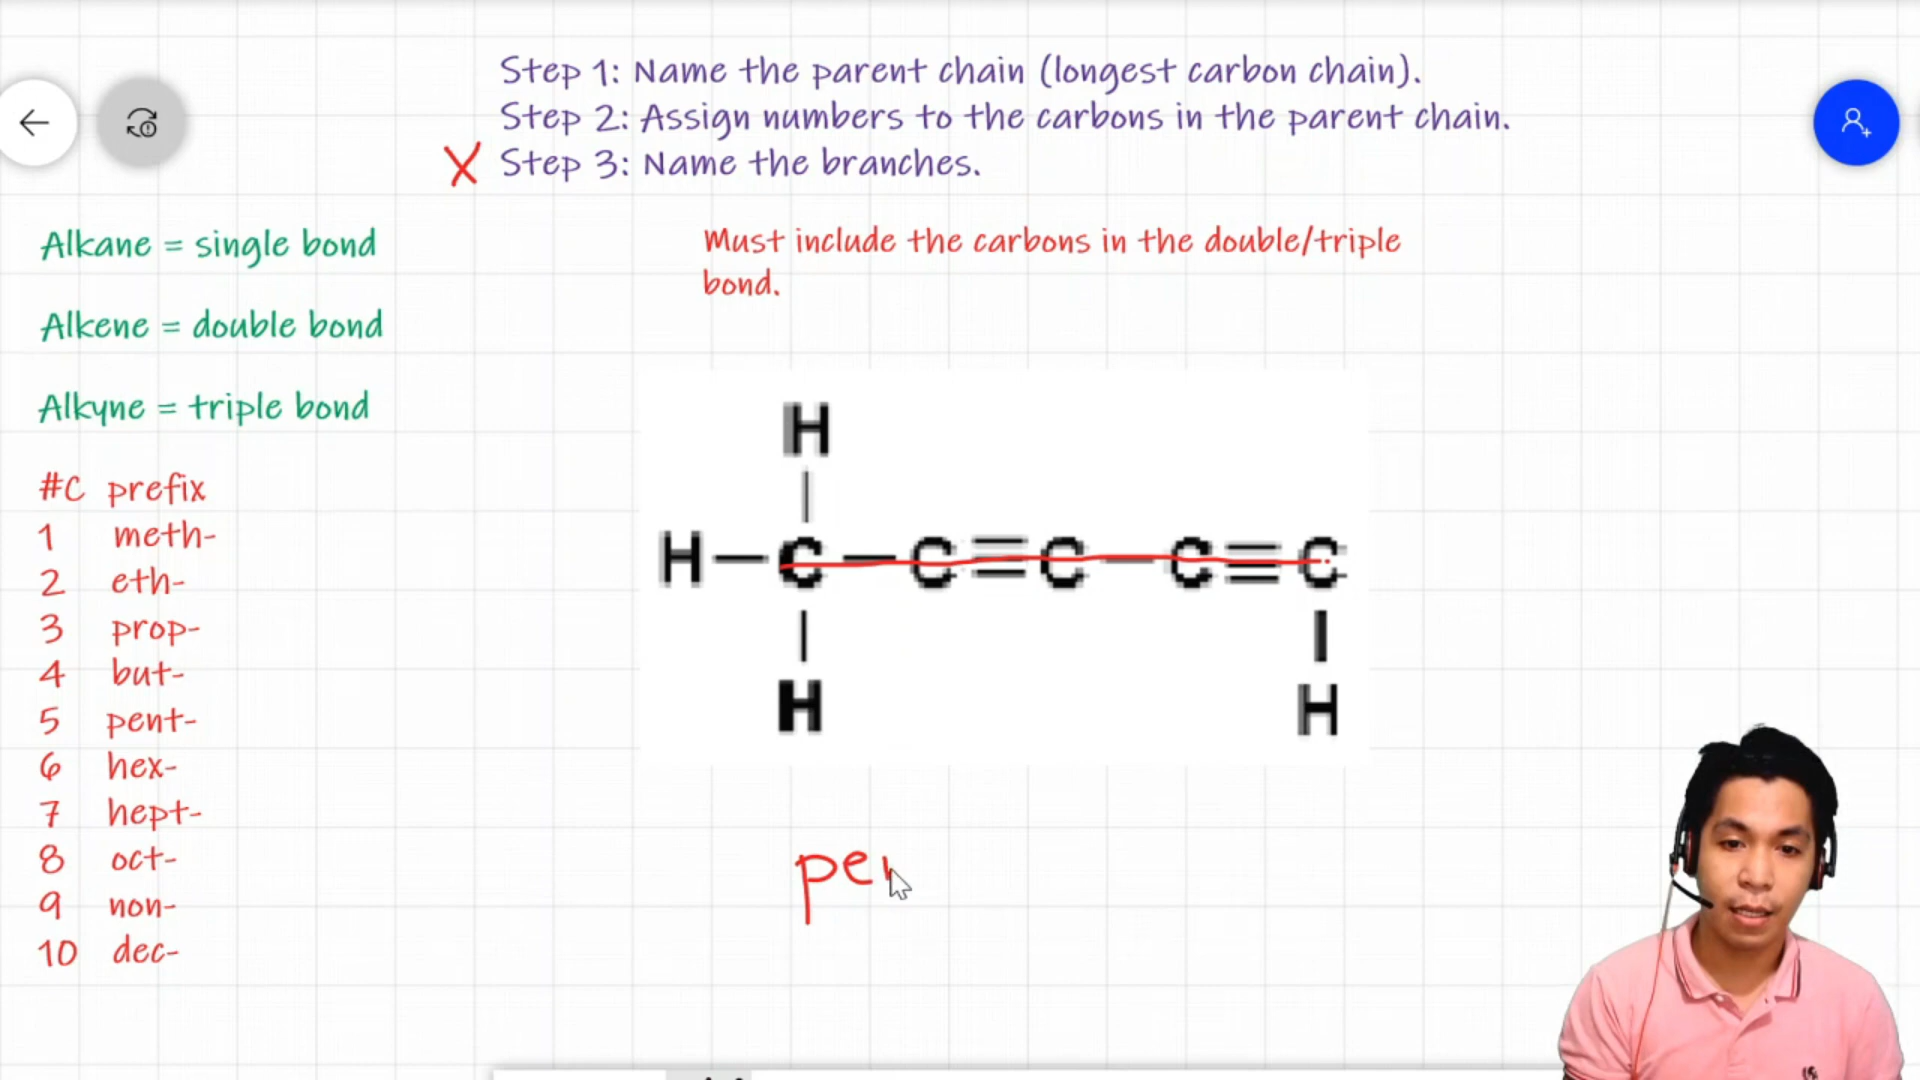 Step 1: Name the parent chain (longest carbon chain).
Step 2: Assign numbers to the carbons in the parent chain.
X Step 3: Name the branches.
Alkane = single bond
Alkene = double bond
Alkyne = triple bond
Must include the carbons in the double/triple
bond.
#C prefix
1 meth-
2 eth-
3 prop-
4 but-
5 pent-
6 hex-
7 hept-
8 oct-
9 non-
10 dec-
H
H—C—C≡C—C≡C
H H